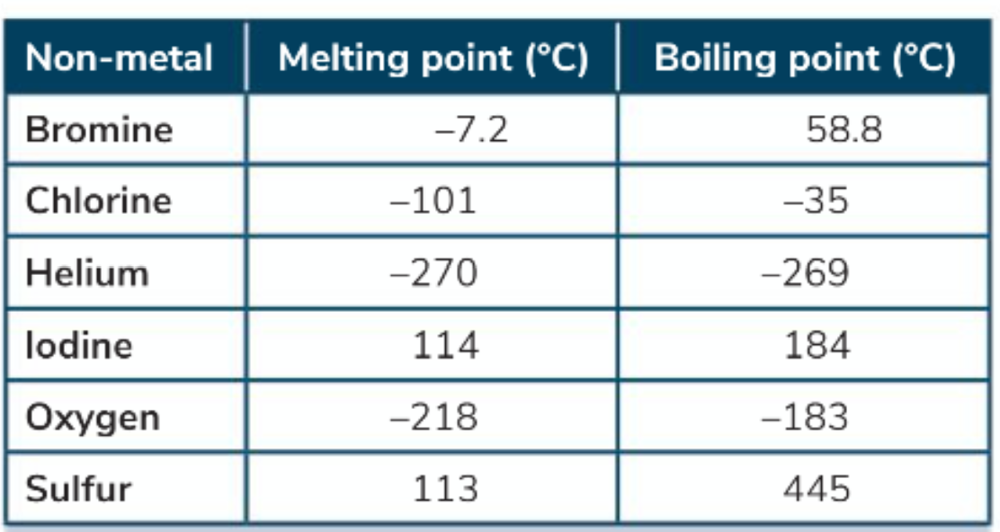 Non-metal Melting point (°C) Boiling point (°C)
Bromine –7.2 58.8
Chlorine –101 –35
Helium –270 –269
Iodine 114 184
Oxygen –218 –183
Sulfur 113 445